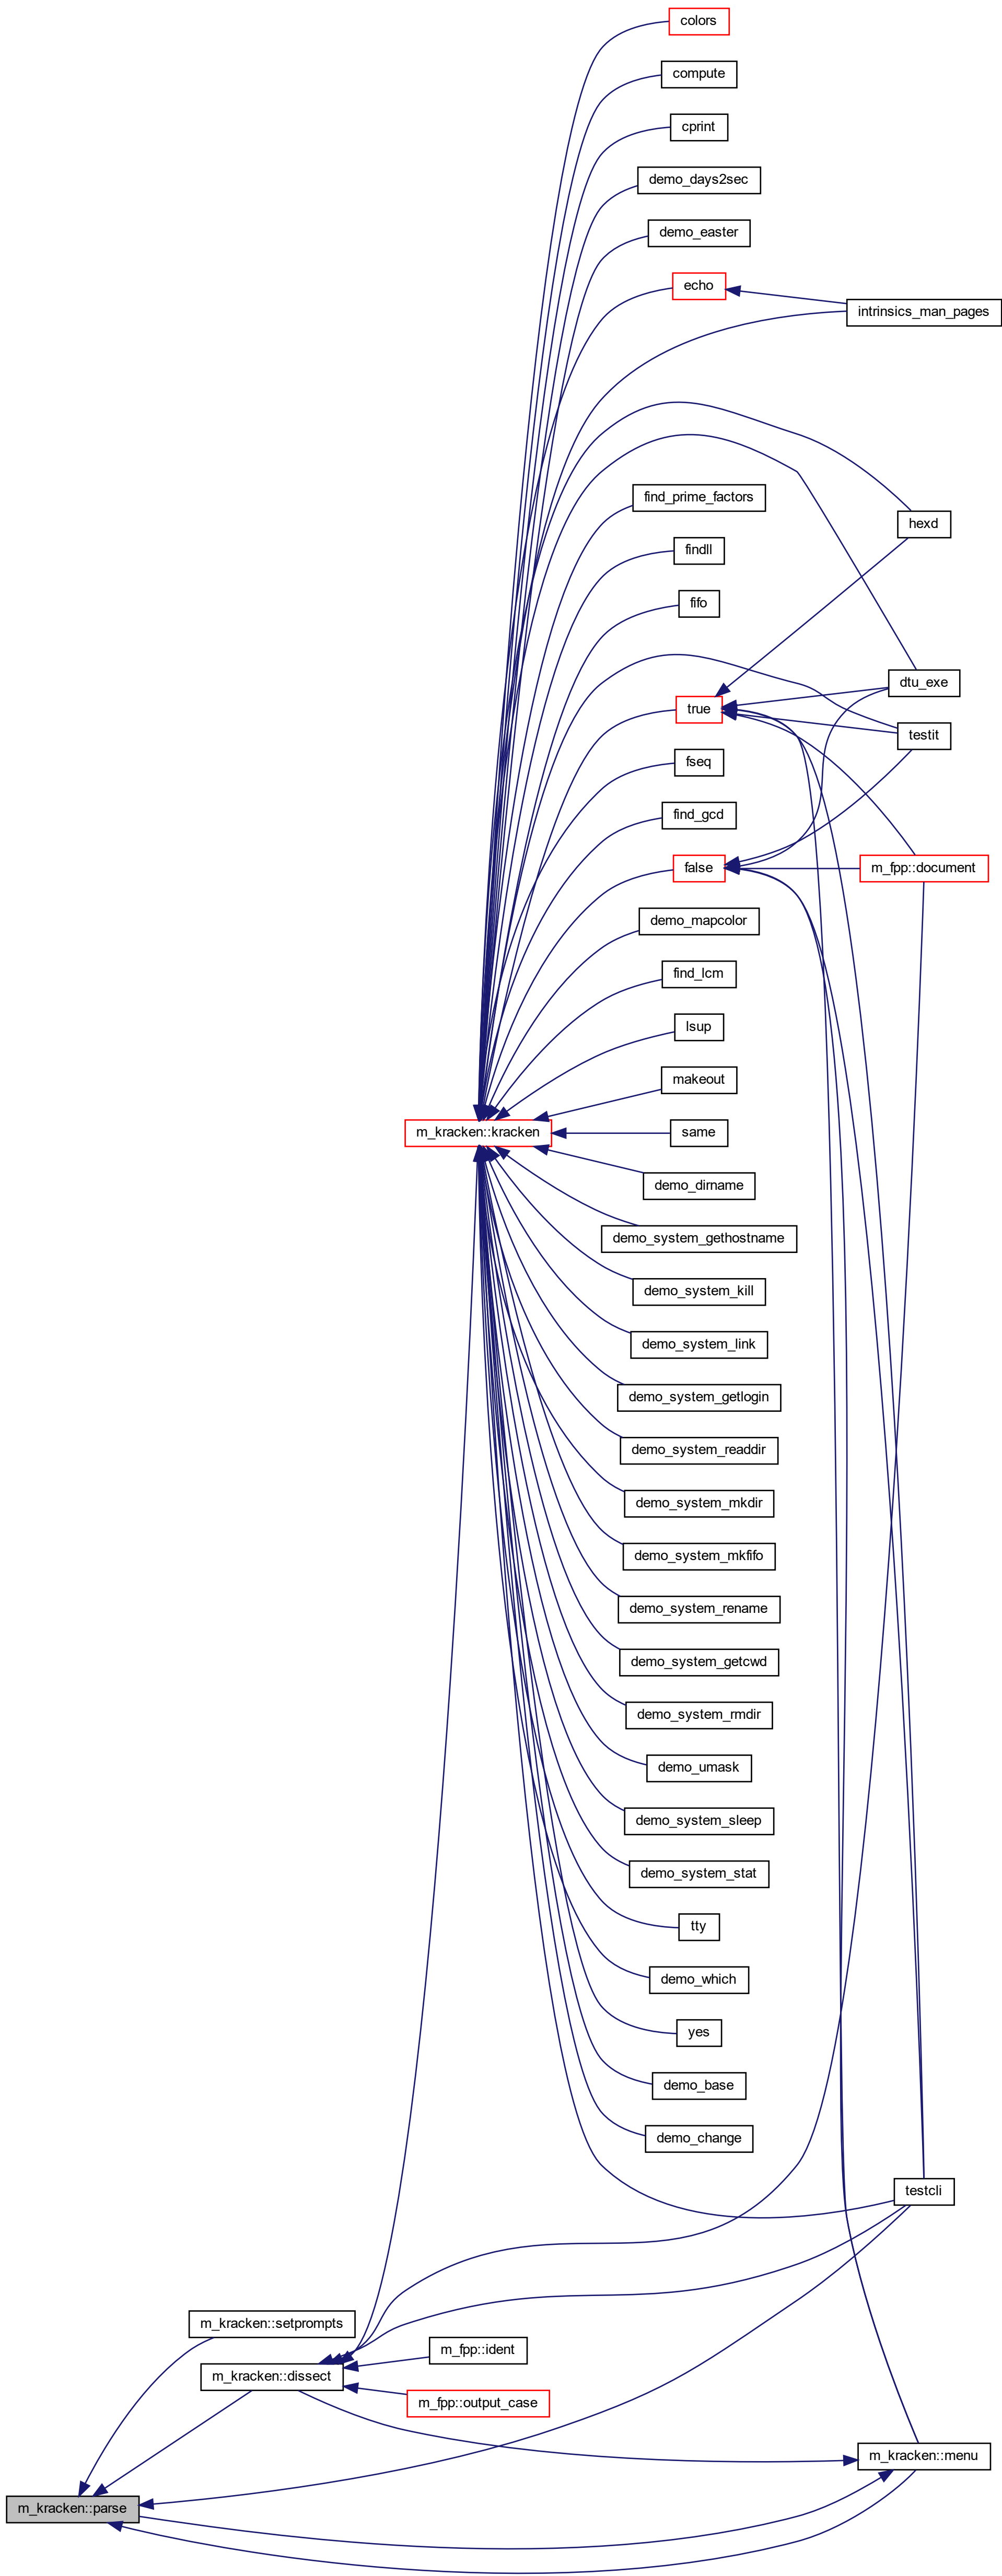 colors
compute
cprint
demo_days2sec
demo_easter
echo
intrinsics_man_pages
find_prime_factors
hexd
findll
fifo
dtu_exe
true
testit
fseq
find_gcd
false
m_fpp::document
demo_mapcolor
find_lcm
lsup
makeout
m_kracken::kracken
same
demo_dirname
demo_system_gethostname
demo_system_kill
demo_system_link
demo_system_getlogin
demo_system_readdir
demo_system_mkdir
demo_system_mkfifo
demo_system_rename
demo_system_getcwd
demo_system_rmdir
demo_umask
demo_system_sleep
demo_system_stat
tty
demo_which
yes
demo_base
demo_change
testcli
m_kracken::setprompts
m_fpp::ident
m_kracken::dissect
m_fpp::output_case
m_kracken::menu
m_kracken::parse